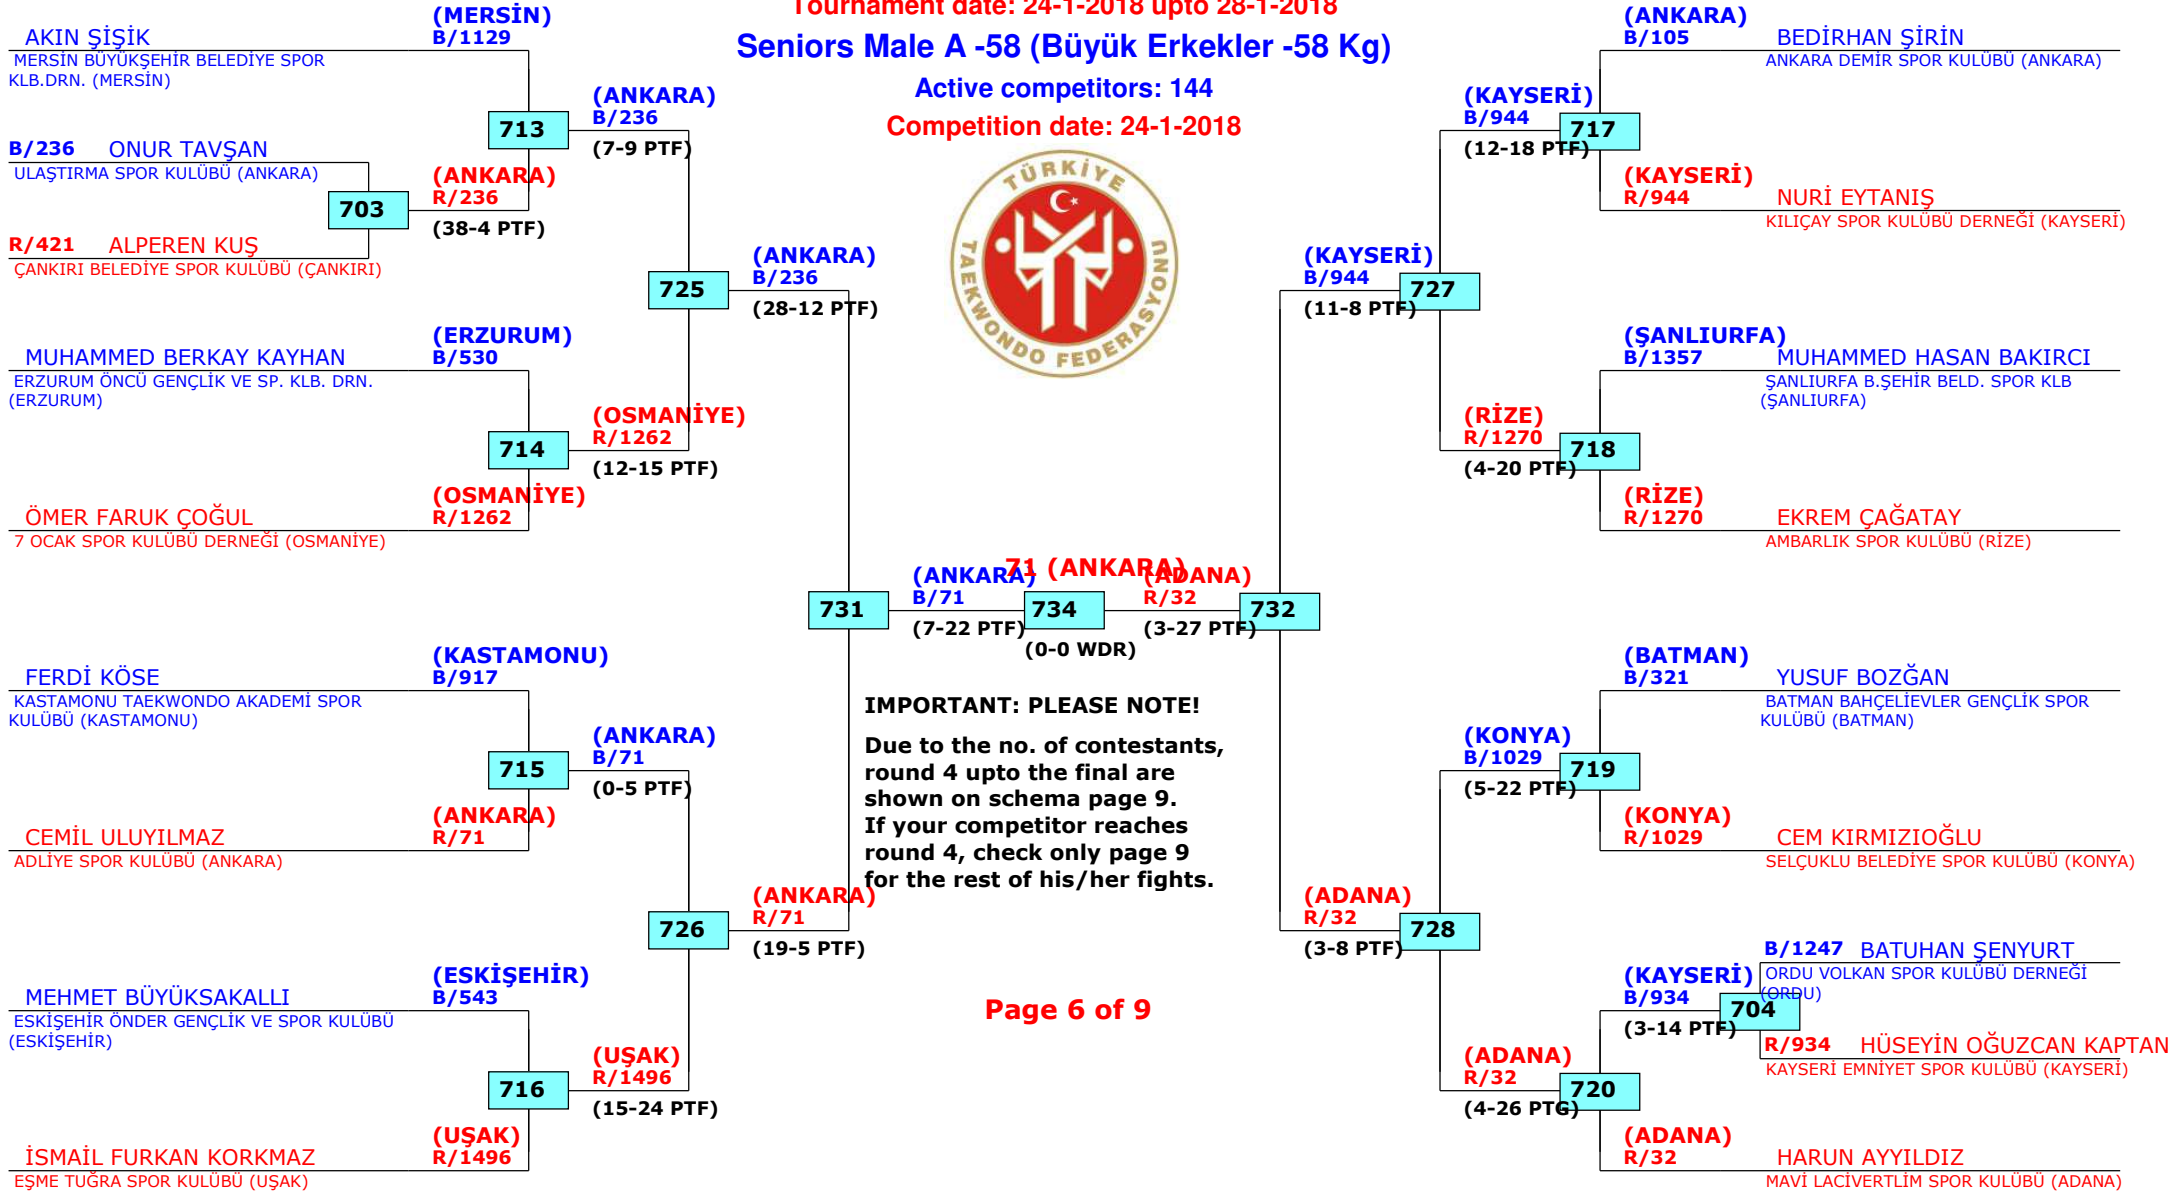 Tournament date: 24-1-2018 upto 28-1-2018
Seniors Male A -58 (Büyük Erkekler -58 Kg)
Active competitors: 144
Competition date: 24-1-2018
TÜRKİYE
TAEKWONDO FEDERASYONU
(MERSİN)
AKIN ŞİŞİK B/1129
MERSİN BÜYÜKŞEHİR BELEDİYE SPOR
KLB.DRN. (MERSİN)
(ANKARA)
B/236
713
(7-9 PTF)
B/236 ONUR TAVŞAN
ULAŞTIRMA SPOR KULÜBÜ (ANKARA)
(ANKARA)
R/236
703
(38-4 PTF)
R/421 ALPEREN KUŞ
ÇANKIRI BELEDİYE SPOR KULÜBÜ (ÇANKIRI)
(ANKARA)
B/236
725
(28-12 PTF)
(ERZURUM)
MUHAMMED BERKAY KAYHAN B/530
ERZURUM ÖNCÜ GENÇLİK VE SP. KLB. DRN.
(ERZURUM)
(OSMANİYE)
R/1262
714
(12-15 PTF)
(OSMANİYE)
ÖMER FARUK ÇOĞUL R/1262
7 OCAK SPOR KULÜBÜ DERNEĞİ (OSMANİYE)
731
(ANKARA)
B/71
(7-22 PTF)
71 (ANKARA)
734
(0-0 WDR)
(ADANA)
R/32
(3-27 PTF)
732
(KASTAMONU)
FERDİ KÖSE B/917
KASTAMONU TAEKWONDO AKADEMİ SPOR
KULÜBÜ (KASTAMONU)
(ANKARA)
B/71
715
(0-5 PTF)
(ANKARA)
CEMİL ULUYILMAZ R/71
ADLİYE SPOR KULÜBÜ (ANKARA)
(ANKARA)
R/71
726
(19-5 PTF)
(ESKİŞEHİR)
MEHMET BÜYÜKSAKALLI B/543
ESKİŞEHİR ÖNDER GENÇLİK VE SPOR KULÜBÜ
(ESKİŞEHİR)
(UŞAK)
R/1496
716
(15-24 PTF)
(UŞAK)
İSMAİL FURKAN KORKMAZ R/1496
EŞME TUĞRA SPOR KULÜBÜ (UŞAK)
IMPORTANT: PLEASE NOTE!
Due to the no. of contestants,
round 4 upto the final are
shown on schema page 9.
If your competitor reaches
round 4, check only page 9
for the rest of his/her fights.
Page 6 of 9
(ANKARA)
B/105 BEDİRHAN ŞİRİN
ANKARA DEMİR SPOR KULÜBÜ (ANKARA)
(KAYSERİ)
B/944
717
(12-18 PTF)
(KAYSERİ)
R/944 NURİ EYTANIŞ
KILIÇAY SPOR KULÜBÜ DERNEĞİ (KAYSERİ)
(KAYSERİ)
B/944
727
(11-8 PTF)
(ŞANLIURFA)
B/1357 MUHAMMED HASAN BAKIRCI
ŞANLIURFA B.ŞEHİR BELD. SPOR KLB
(ŞANLIURFA)
(RİZE)
R/1270
718
(4-20 PTF)
(RİZE)
R/1270 EKREM ÇAĞATAY
AMBARLIK SPOR KULÜBÜ (RİZE)
(BATMAN)
B/321 YUSUF BOZĞAN
BATMAN BAHÇELİEVLER GENÇLİK SPOR
KULÜBÜ (BATMAN)
(KONYA)
B/1029
719
(5-22 PTF)
(KONYA)
R/1029 CEM KIRMIZIOĞLU
SELÇUKLU BELEDİYE SPOR KULÜBÜ (KONYA)
(ADANA)
R/32
728
(3-8 PTF)
B/1247 BATUHAN ŞENYURT
ORDU VOLKAN SPOR KULÜBÜ DERNEĞİ
(ORDU)
(KAYSERİ)
B/934
704
(3-14 PTF)
R/934 HÜSEYİN OĞUZCAN KAPTAN
KAYSERİ EMNİYET SPOR KULÜBÜ (KAYSERİ)
(ADANA)
R/32
720
(4-26 PTG)
(ADANA)
R/32 HARUN AYYILDIZ
MAVİ LACİVERTLİM SPOR KULÜBÜ (ADANA)